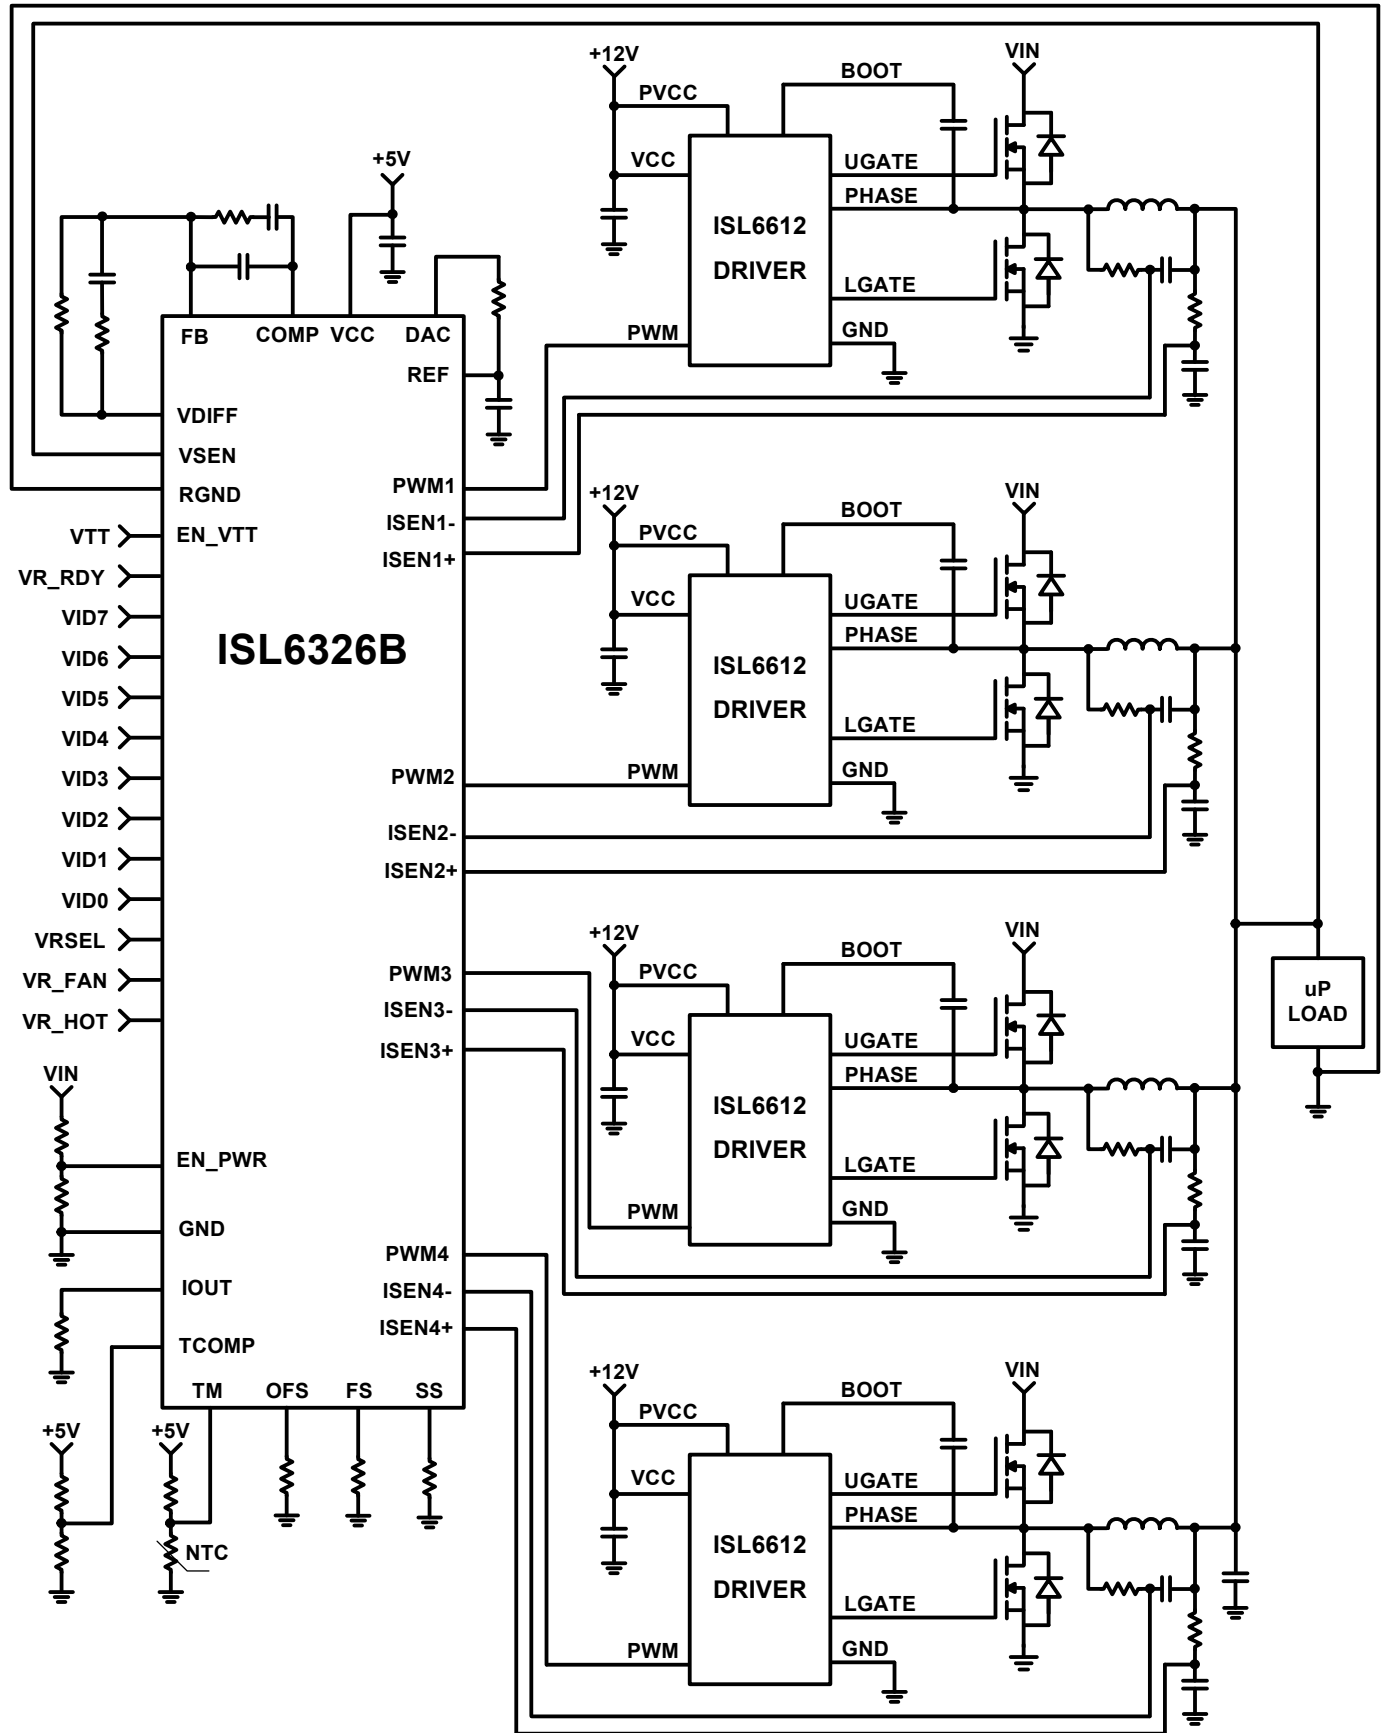 +12V
PVCC
VCC
BOOT
VIN
UGATE
PHASE
LGATE
GND
PWM
ISL6612
DRIVER
+5V
FB
COMP
VCC
DAC
REF
VDIFF
VSEN
RGND
EN_VTT
VTT
VR_RDY
VID7
VID6
VID5
VID4
VID3
VID2
VID1
VID0
VRSEL
VR_FAN
VR_HOT
VIN
EN_PWR
GND
IOUT
TCOMP
ISL6326B
PWM1
ISEN1-
ISEN1+
PWM2
ISEN2-
ISEN2+
PWM3
ISEN3-
ISEN3+
PWM4
ISEN4-
ISEN4+
TM
OFS
FS
SS
+5V
+5V
NTC
+12V
PVCC
VCC
BOOT
VIN
UGATE
PHASE
LGATE
GND
PWM
ISL6612
DRIVER
+12V
PVCC
VCC
BOOT
VIN
UGATE
PHASE
LGATE
GND
PWM
ISL6612
DRIVER
uP
LOAD
+12V
PVCC
VCC
BOOT
VIN
UGATE
PHASE
LGATE
GND
PWM
ISL6612
DRIVER